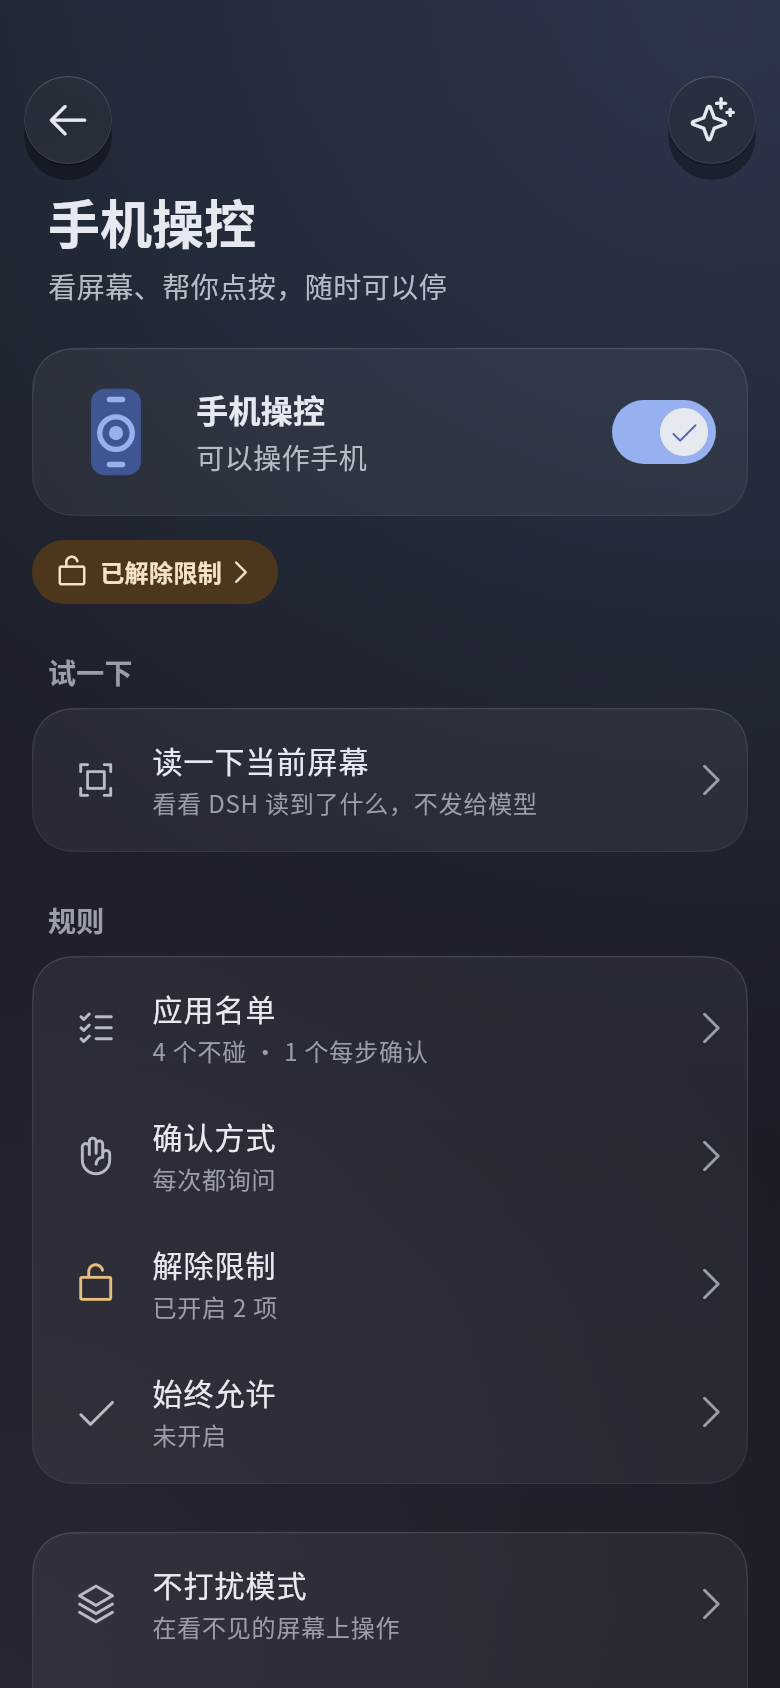 手机操控
看屏幕、帮你点按，随时可以停
手机操控
可以操作手机
已解除限制
试一下
读一下当前屏幕
看看 DSH 读到了什么，不发给模型
规则
应用名单
4 个不碰 · 1 个每步确认
确认方式
每次都询问
解除限制
已开启 2 项
始终允许
未开启
不打扰模式
在看不见的屏幕上操作